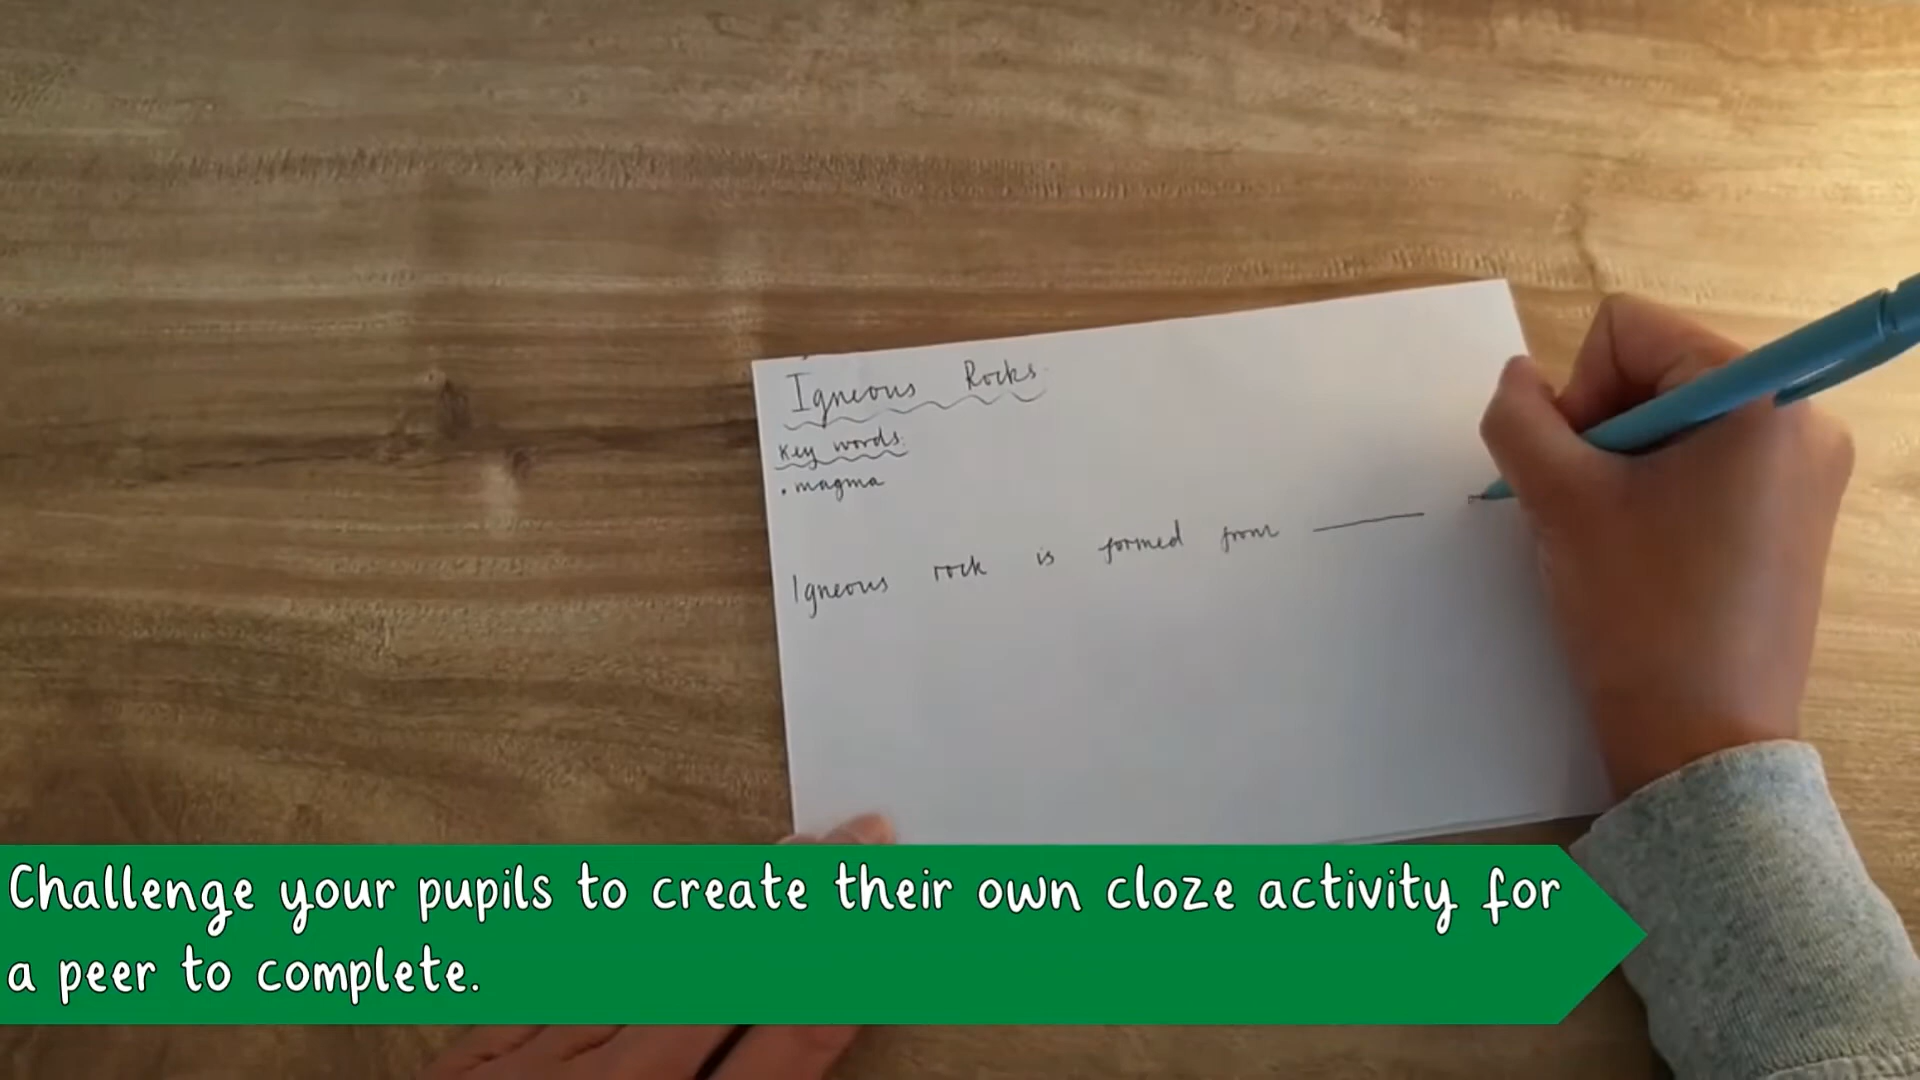 Igneous Rocks
Key words:
• magma
Igneous rock is formed from ______
Challenge your pupils to create their own cloze activity for
a peer to complete.